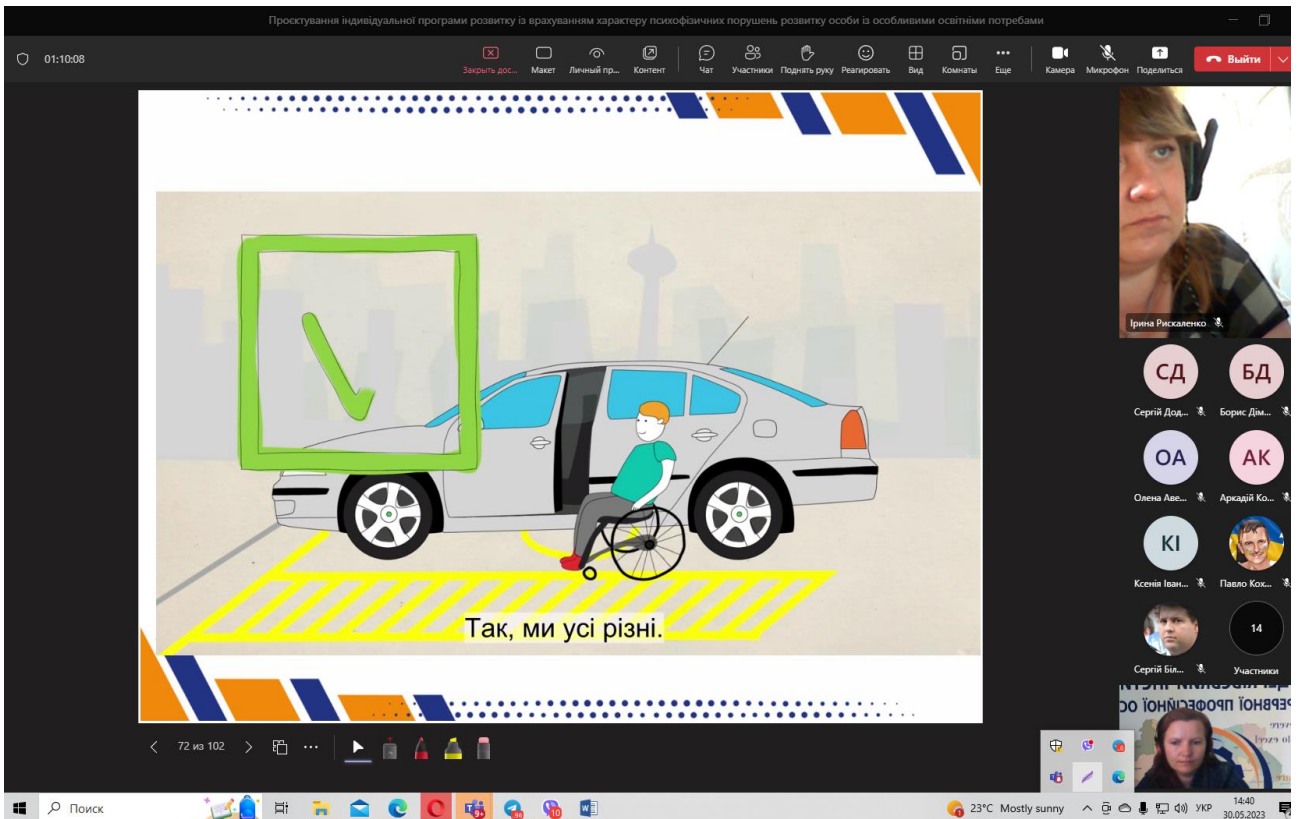 Проєктування індивідуальної програми розвитку із врахуванням характеру психофізичних порушень розвитку особи із особливими освітніми потребами
01:10:08
Закрыть дос...
Макет
Личный пр...
Контент
Чат
Участники
Поднять руку
Реагировать
Вид
Комнаты
Еще
Камера
Микрофон
Поделиться
Выйти
Ірина Рискаленко
СД
БД
Сергій Дод...
Борис Дім...
ОА
АК
Олена Аве...
Аркадій Ко...
КІ
Ксенія Іван...
Павло Кох...
14
Сергій Біл...
Участники
Так, ми усі різні.
72 из 102
Поиск
9+
98
10
23°C Mostly sunny
УКР
14:40
30.05.2023